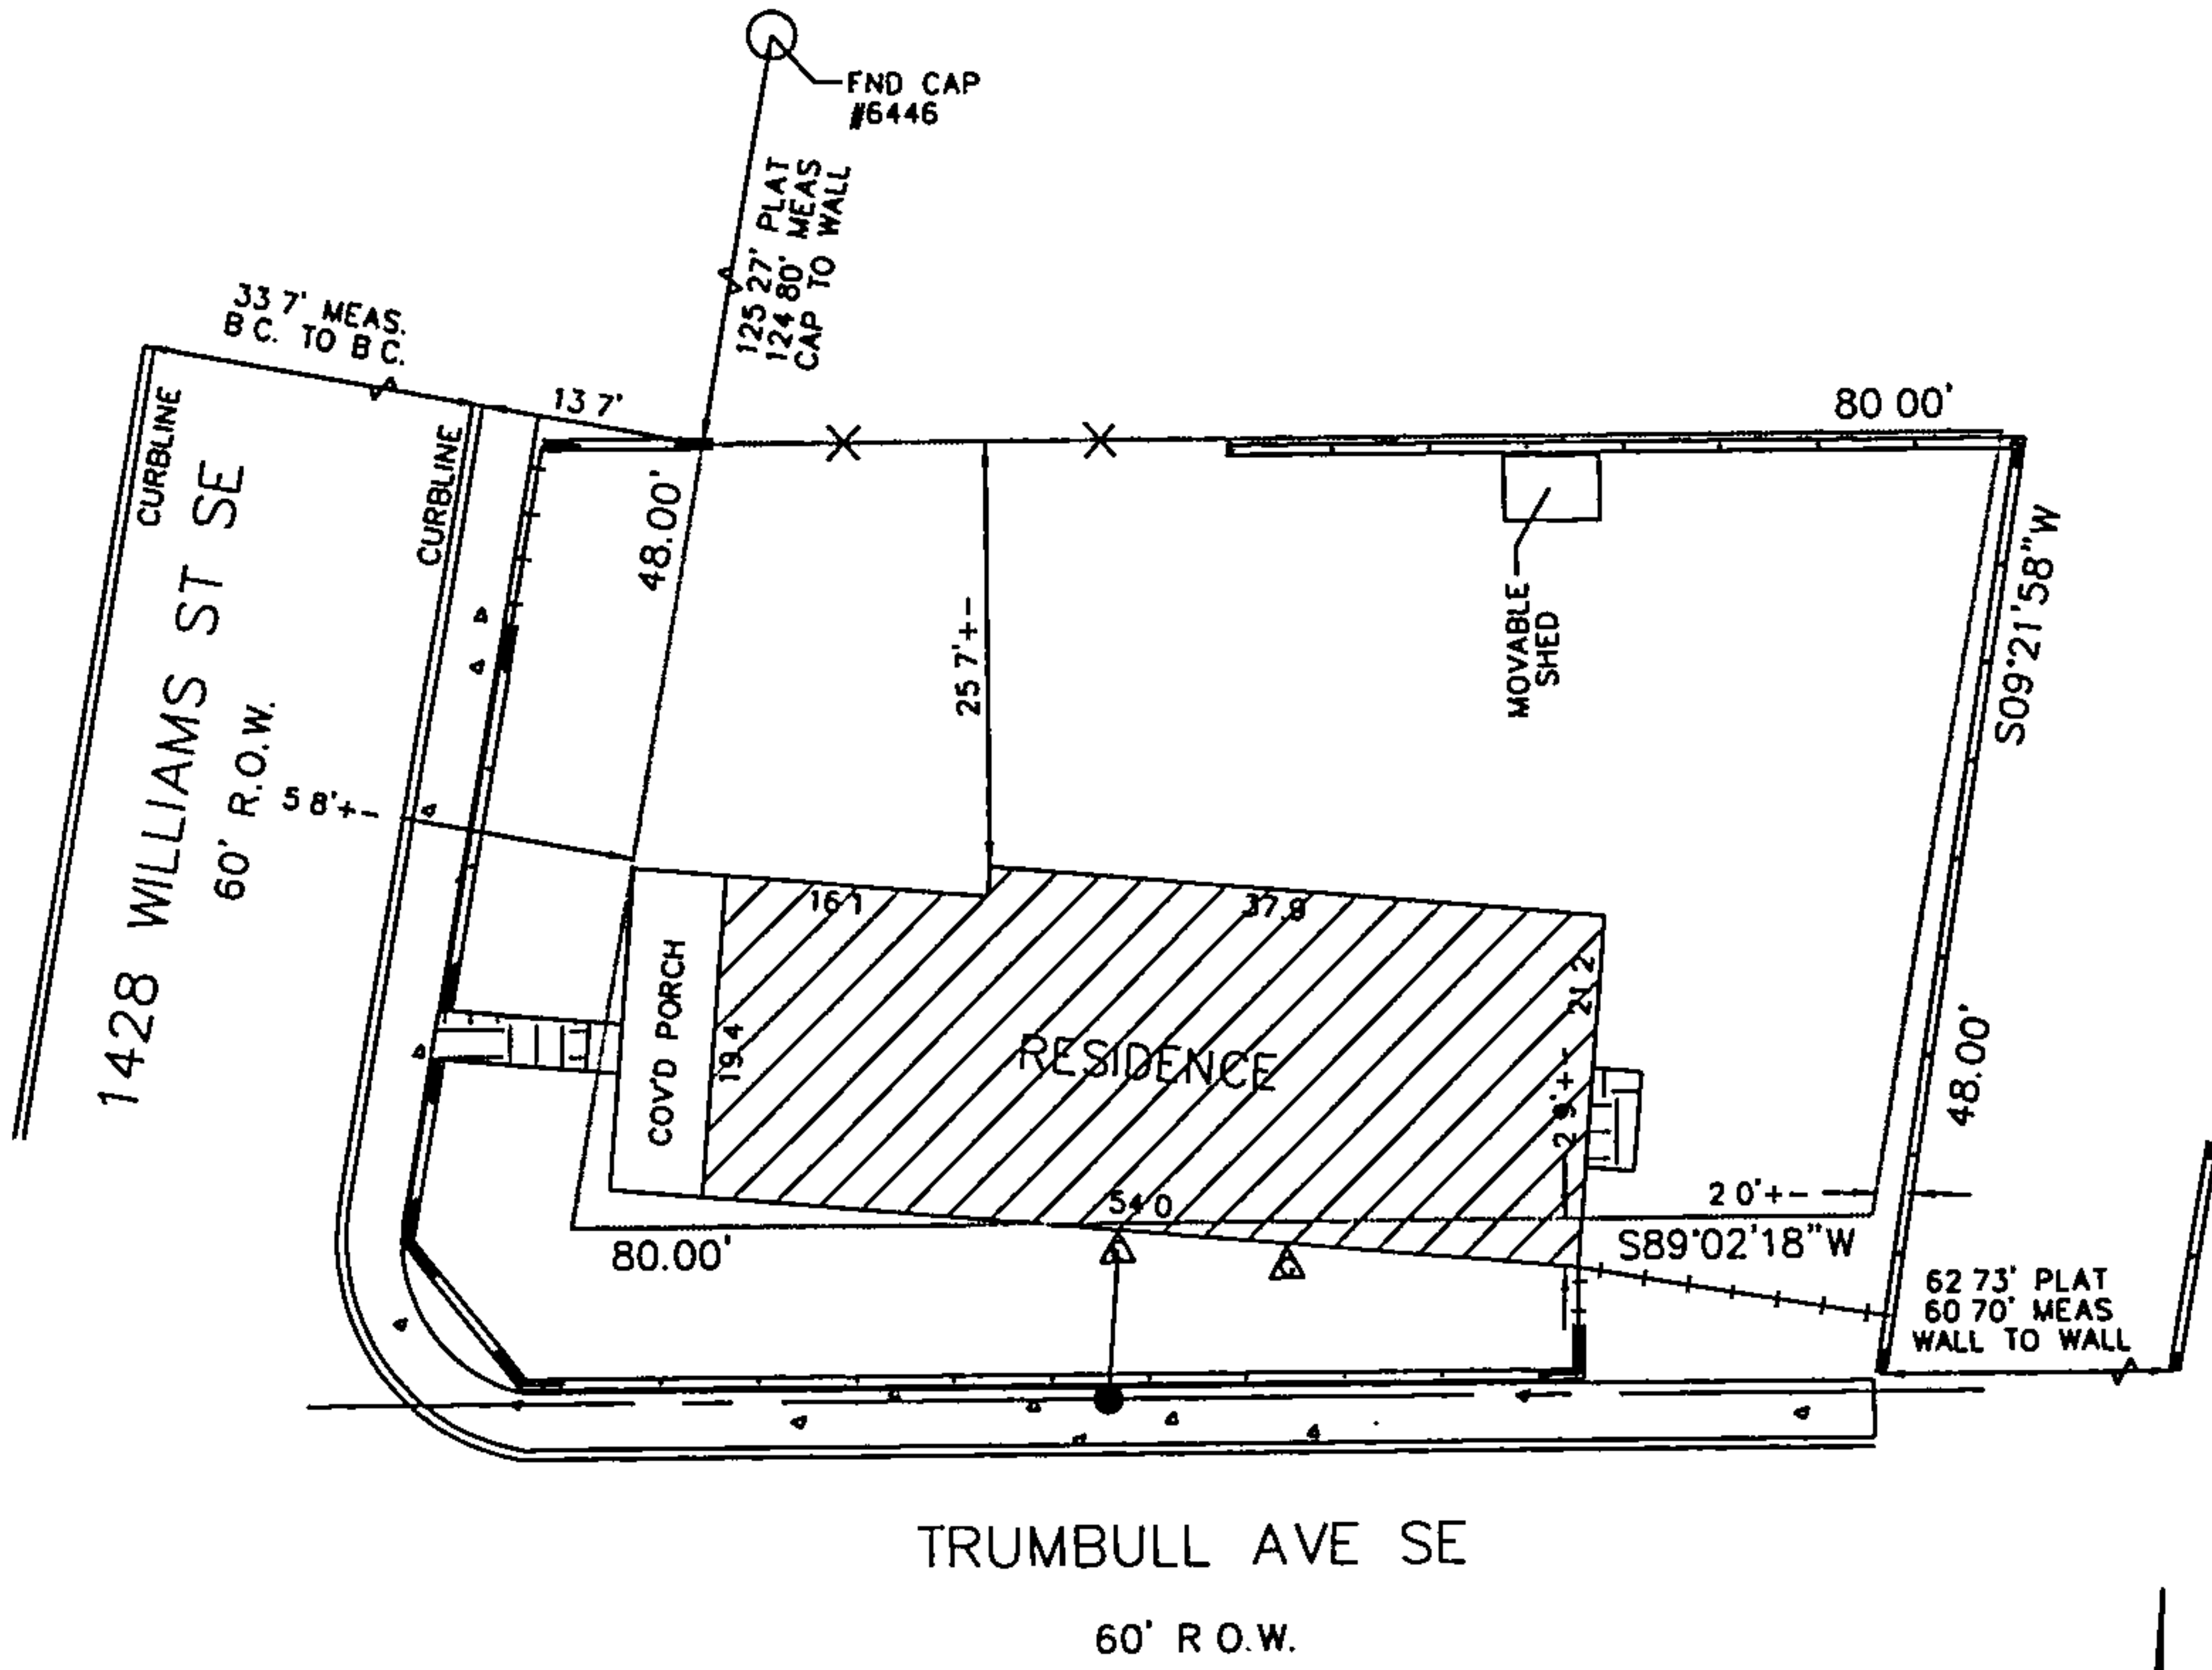 FND CAP
#6446
125 27' PLAT
124 80' MEAS
CAP TO WALL
33 7' MEAS.
B C. TO B C.
13 7'
80 00'
CURBLINE
CURBLINE
48.00'
1428 WILLIAMS ST SE
60' R.O.W.
25 7'+-
MOVABLE
SHED
S09°21'58"W
5 8'+-
16 1
37.8
COV'D PORCH
19 4
RESIDENCE
21 2
48.00'
54 0
2 0'+-
80.00'
S89°02'18"W
62 73' PLAT
60 70' MEAS
WALL TO WALL
TRUMBULL AVE SE
60' R O.W.